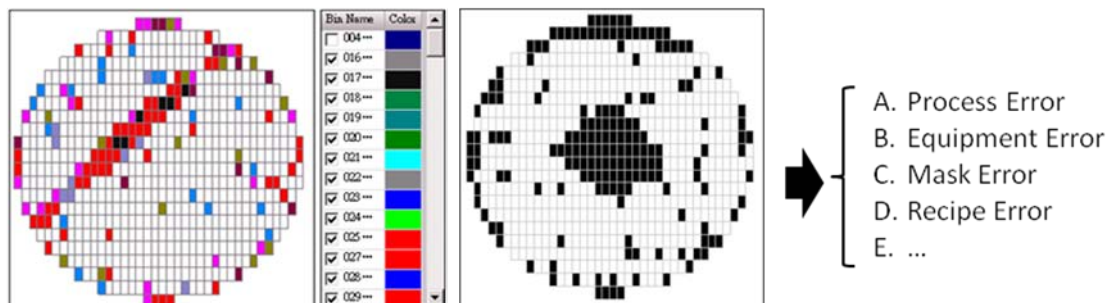 Bin Name Color
004...
016...
017...
018...
019...
020...
021...
022...
023...
024...
025...
027...
028...
029...
A. Process Error
B. Equipment Error
C. Mask Error
D. Recipe Error
E. ...